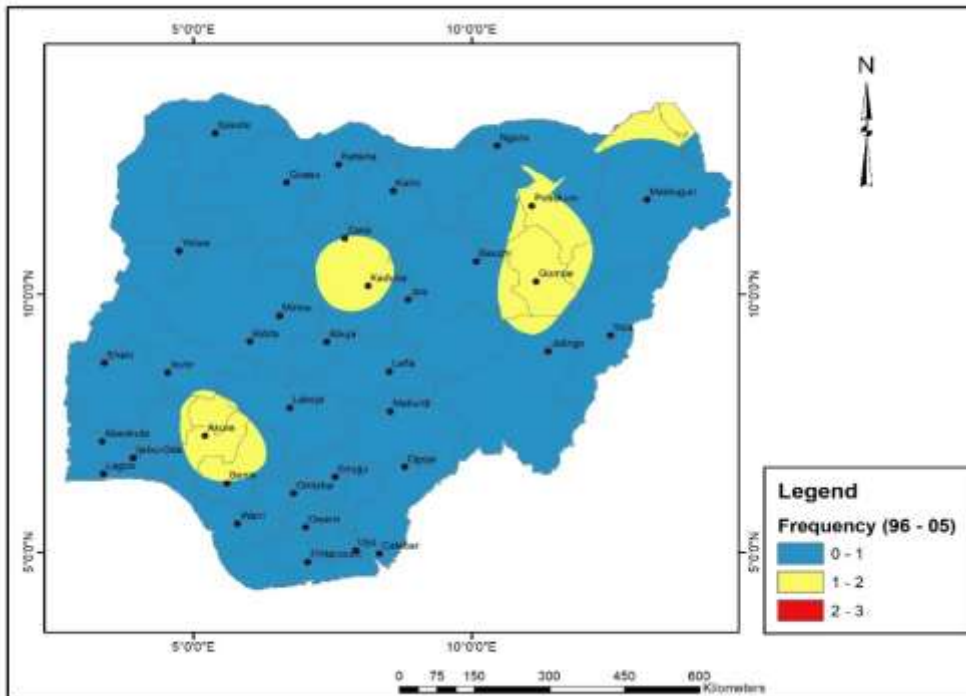 5°0'0"E 10°0'0"E
N
Sokoto
Nguru
Katsina
Gusau
Kano
Maiduguri
Potiskum
Zaria
Yelwa
Bauchi
Kaduna
Gombe
10°0'0"N 10°0'0"N
Jos
Minna
Yola
Bida
Abuja
Jalingo
Shaki
Ilorin
Lafia
Lokoja
Makurdi
Akure
Abeokuta
Ijebu-Ode
Ogoja
Lagos
Enugu
Benin
Onitsha
Legend
Frequency (96 - 05)
Warri
Owerri
0 - 1
5°0'0"N 5°0'0"N
Uyo
Calabar
1 - 2
2 - 3
5°0'0"E 10°0'0"E
0 75 150 300 450 600
Kilometers